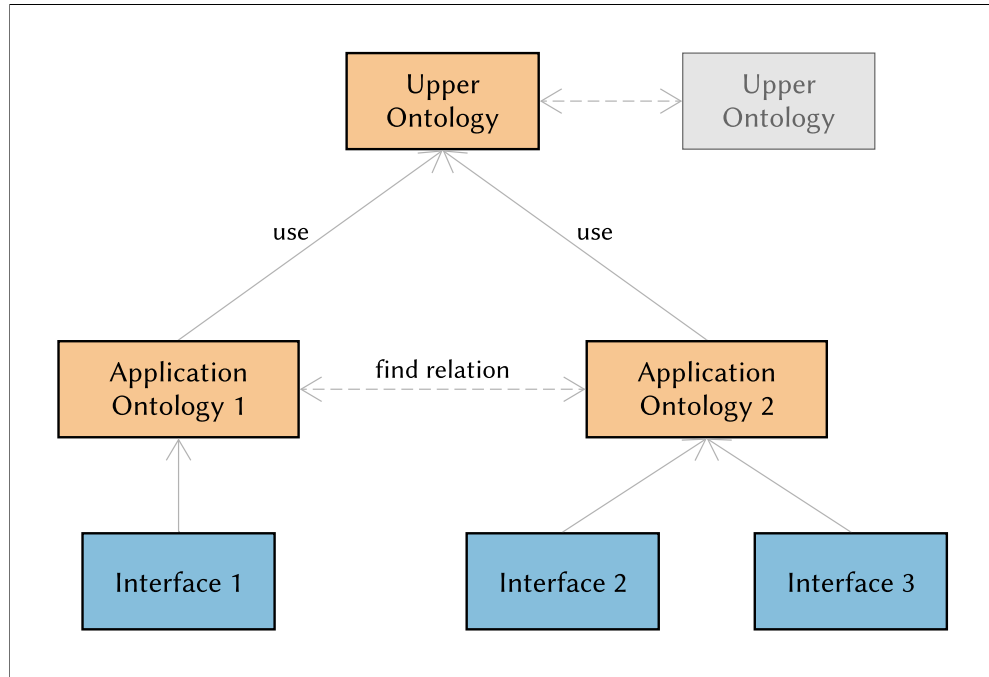 Upper
Ontology
Upper
Ontology
use
use
Application
Ontology 1
find relation
Application
Ontology 2
Interface 1
Interface 2
Interface 3